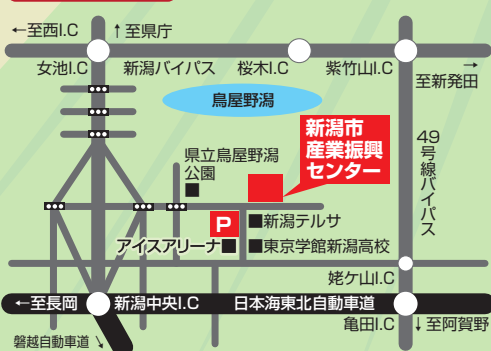 ←至西I.C
↑至県庁
女池I.C
新潟バイパス
桜木I.C
紫竹山I.C
→
至新発田
鳥屋野潟
新潟市
産業振興
センター
49号線バイパス
県立鳥屋野潟
公園
■
P
■新潟テルサ
アイスアリーナ■
■東京学館新潟高校
姥ケ山I.C
←至長岡
新潟中央I.C
日本海東北自動車道
亀田I.C
↓至阿賀野
磐越自動車道↘